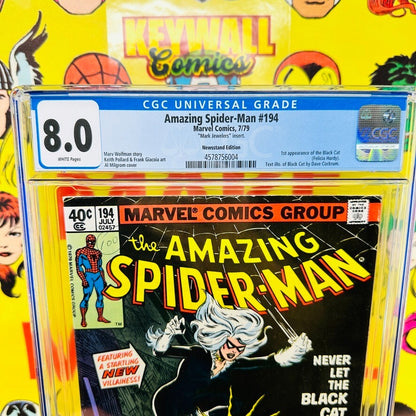 KEYWALL
Comics
CGC UNIVERSAL GRADE
8.0
WHITE Pages
Amazing Spider-Man #194
Marvel Comics, 7/79
"Mark Jewelers" insert.
Newsstand Edition
Marv Wolfman story
Keith Pollard & Frank Giacoia art
Al Milgrom cover
4578756004
1st appearance of the Black Cat
(Felicia Hardy).
Text illo. of Black Cat by Dave Cockrum.
40¢
CC
194
JULY
02457
MARVEL COMICS GROUP
the AMAZING
SPIDER-MAN
TM
FEATURING
A STARTLING
NEW
VILLAINESS!
NEVER
LET THE
BLACK
CAT